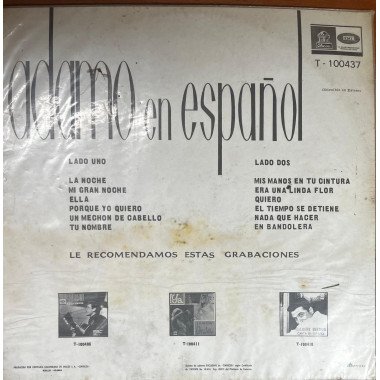 T - 100437
adamo en español
LADO UNO
LA NOCHE
MI GRAN NOCHE
ELLA
PORQUE YO QUIERO
UN MECHON DE CABELLO
TU NOMBRE
LADO DOS
MIS MANOS EN TU CINTURA
ERA UNA LINDA FLOR
QUIERO
EL TIEMPO SE DETIENE
NADA QUE HACER
EN BANDOLERA
LE RECOMENDAMOS ESTAS GRABACIONES
T-100411